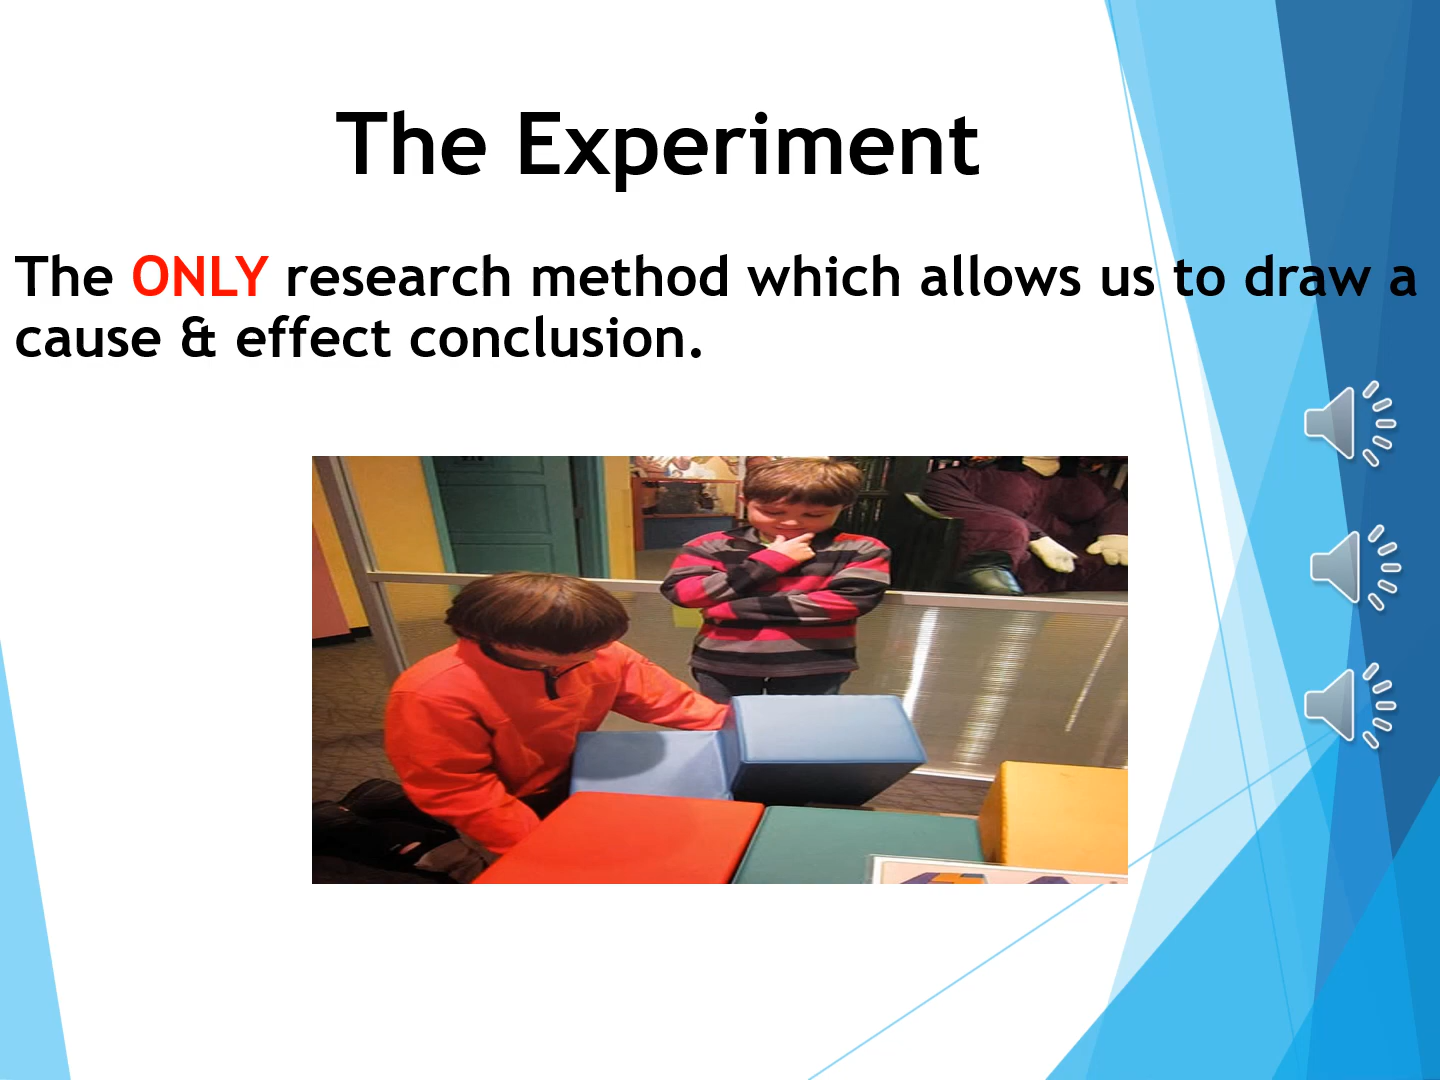 The Experiment
The ONLY research method which allows us to draw a
cause & effect conclusion.